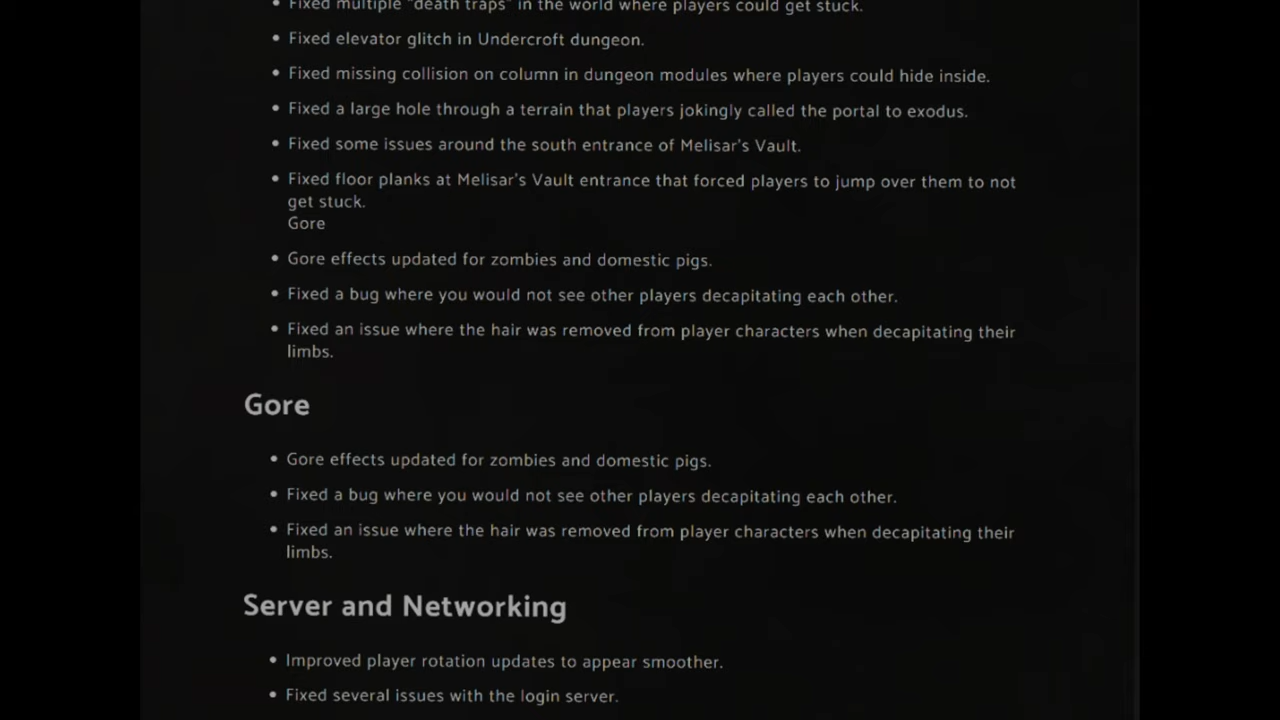 • Fixed multiple "death traps" in the world where players could get stuck.
• Fixed elevator glitch in Undercroft dungeon.
• Fixed missing collision on column in dungeon modules where players could hide inside.
• Fixed a large hole through a terrain that players jokingly called the portal to exodus.
• Fixed some issues around the south entrance of Melisar's Vault.
• Fixed floor planks at Melisar's Vault entrance that forced players to jump over them to not
get stuck.
Gore
• Gore effects updated for zombies and domestic pigs.
• Fixed a bug where you would not see other players decapitating each other.
• Fixed an issue where the hair was removed from player characters when decapitating their
limbs.
Gore
• Gore effects updated for zombies and domestic pigs.
• Fixed a bug where you would not see other players decapitating each other.
• Fixed an issue where the hair was removed from player characters when decapitating their
limbs.
Server and Networking
• Improved player rotation updates to appear smoother.
• Fixed several issues with the login server.